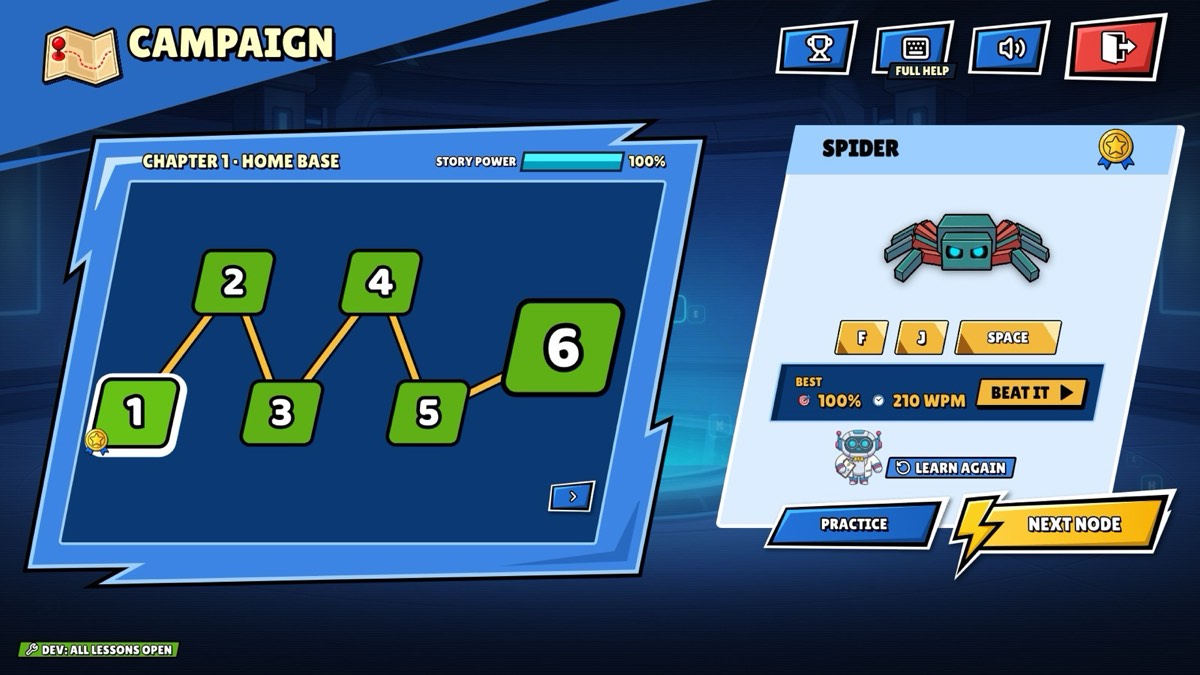 CAMPAIGN
FULL HELP
CHAPTER 1 · HOME BASE
STORY POWER 100%
2
4
6
1
3
5
>
SPIDER
F J SPACE
BEST
100% 210 WPM
BEAT IT
LEARN AGAIN
PRACTICE
NEXT NODE
DEV: ALL LESSONS OPEN